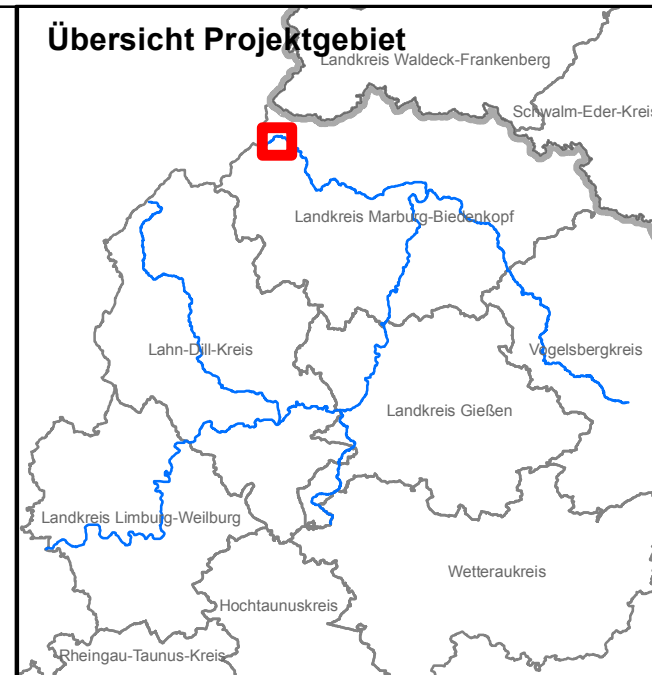 Übersicht Projektgebiet
Landkreis Waldeck-Frankenberg
Schwalm-Eder-Kreis
Landkreis Marburg-Biedenkopf
Lahn-Dill-Kreis
Vogelsbergkreis
Landkreis Gießen
Landkreis Limburg-Weilburg
Wetteraukreis
Hochtaunuskreis
Rheingau-Taunus-Kreis